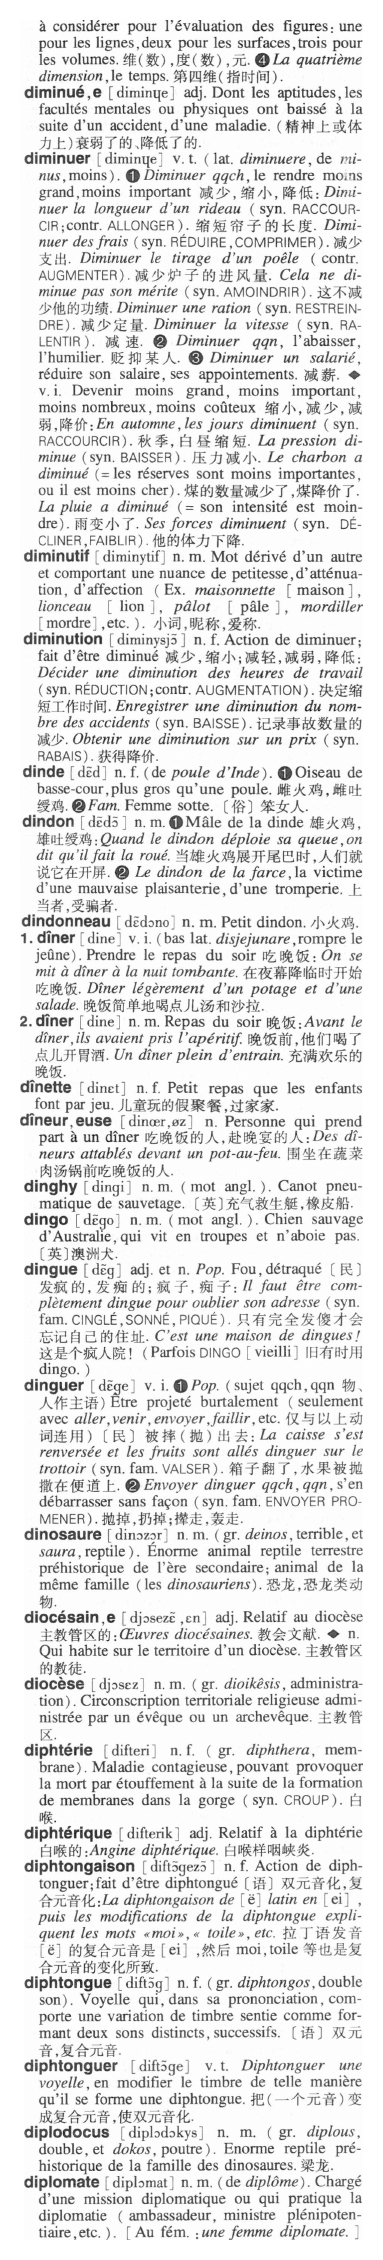 à considérer pour l'évaluation des figures: une
pour les lignes,deux pour les surfaces,trois pour
les volumes. 维(数),度(数),元. ❹ La quatrième
dimension,le temps. 第四维(指时间).
diminué,e [diminɥe] adj. Dont les aptitudes,les
facultés mentales ou physiques ont baissé à la
suite d'un accident,d'une maladie. (精神上或体
力上)衰弱了的、降低了的.
diminuer [diminɥe] v. t. ( lat. diminuere, de mi-
nus,moins). ❶ Diminuer qqch,le rendre moins
grand,moins important 减少,缩小,降低: Dimi-
nuer la longueur d'un rideau ( syn. RACCOUR-
CIR;contr. ALLONGER). 缩短帘子的长度. Dimi-
nuer des frais (syn. RÉDUIRE,COMPRIMER). 减少
支出. Diminuer le tirage d'un poêle ( contr.
AUGMENTER). 减少炉子的进风量. Cela ne di-
minue pas son mérite (syn. AMOINDRIR). 这不减
少他的功绩. Diminuer une ration (syn. RESTREIN-
DRE). 减少定量. Diminuer la vitesse ( syn. RA-
LENTIR ). 减 速. ❷ Diminuer qqn, l'abaisser,
l'humilier. 贬抑某人. ❸ Diminuer un salarié,
réduire son salaire, ses appointements. 减薪. ◆
v. i. Devenir moins grand, moins important,
moins nombreux, moins coûteux 缩小,减少,减
弱,降价:En automne,les jours diminuent (syn.
RACCOURCIR). 秋季,白昼缩短. La pression di-
minue (syn. BAISSER). 压力减小. Le charbon a
diminué (= les réserves sont moins importantes,
ou il est moins cher). 煤的数量减少了,煤降价了.
La pluie a diminué (= son intensité est moin-
dre). 雨变小了. Ses forces diminuent (syn. DÉ-
CLINER,FAIBLIR). 他的体力下降.
diminutif [diminytif] n. m. Mot dérivé d'un autre
et comportant une nuance de petitesse,d'atténua-
tion, d'affection ( Ex. maisonnette [ maison ],
lionceau [ lion ], pâlot [ pâle ], mordiller
[mordre],etc. ). 小词,昵称,爱称.
diminution [diminysjɔ̃] n. f. Action de diminuer;
fait d'être diminué 减少,缩小;减轻,减弱,降低:
Décider une diminution des heures de travail
(syn. RÉDUCTION;contr. AUGMENTATION). 决定缩
短工作时间. Enregistrer une diminution du nom-
bre des accidents (syn. BAISSE). 记录事故数量的
减少. Obtenir une diminution sur un prix ( syn.
RABAIS). 获得降价.
dinde [dɛ̃d] n. f. (de poule d'Inde). ❶Oiseau de
basse-cour,plus gros qu'une poule. 雌火鸡,雌吐
绶鸡. ❷Fam. Femme sotte. 〔俗〕笨女人.
dindon [dɛ̃dɔ̃] n. m. ❶Mâle de la dinde 雄火鸡,
雄吐绶鸡:Quand le dindon déploie sa queue,on
dit qu'il fait la roue. 当雄火鸡展开尾巴时,人们就
说它在开屏. ❷ Le dindon de la farce,la victime
d'une mauvaise plaisanterie, d'une tromperie. 上
当者,受骗者.
dindonneau [dɛ̃dɔno] n. m. Petit dindon. 小火鸡.
1. dîner [dine] v. i. (bas lat. disjejunare,rompre le
jeûne). Prendre le repas du soir 吃晚饭: On se
mit à dîner à la nuit tombante. 在夜幕降临时开始
吃晚饭. Dîner légèrement d'un potage et d'une
salade. 晚饭简单地喝点儿汤和沙拉.
2. dîner [dine] n. m. Repas du soir 晚饭:Avant le
dîner,ils avaient pris l'apéritif. 晚饭前,他们喝了
点儿开胃酒. Un dîner plein d'entrain. 充满欢乐的
晚饭.
dînette [dinɛt] n. f. Petit repas que les enfants
font par jeu. 儿童玩的假聚餐,过家家.
dîneur,euse [dinœr,øz] n. Personne qui prend
part à un dîner 吃晚饭的人,赴晚宴的人:Des dî-
neurs attablés devant un pot-au-feu. 围坐在蔬菜
肉汤锅前吃晚饭的人.
dinghy [dingi] n. m. ( mot angl. ). Canot pneu-
matique de sauvetage. 〔英〕充气救生艇,橡皮船.
dingo [dɛ̃go] n. m. ( mot angl. ). Chien sauvage
d'Australie, qui vit en troupes et n'aboie pas.
〔英〕澳洲犬.
dingue [dɛ̃g] adj. et n. Pop. Fou,détraqué 〔民〕
发疯的,发痴的; 疯子,痴子: Il faut être com-
plètement dingue pour oublier son adresse (syn.
fam. CINGLÉ,SONNÉ,PIQUÉ). 只有完全发傻才会
忘记自己的住址. C'est une maison de dingues!
这是个疯人院! (Parfois DINGO [vieilli] 旧有时用
dingo. )
dinguer [dɛ̃ge] v. i. ❶ Pop. (sujet qqch,qqn 物、
人作主语) Être projeté burtalement ( seulement
avec aller,venir,envoyer,faillir,etc. 仅与以上动
词连用) 〔民〕 被摔(抛)出去: La caisse s'est
renversée et les fruits sont allés dinguer sur le
trottoir (syn. fam. VALSER). 箱子翻了,水果被抛
撒在便道上. ❷ Envoyer dinguer qqch, qqn, s'en
débarrasser sans façon (syn. fam. ENVOYER PRO-
MENER). 抛掉,扔掉;撵走,轰走.
dinosaure [dinɔzɔr] n. m. (gr. deinos,terrible,et
saura,reptile). Énorme animal reptile terrestre
préhistorique de l'ère secondaire; animal de la
même famille (les dinosauriens). 恐龙,恐龙类动
物.
diocésain,e [djɔsezɛ̃,ɛn] adj. Relatif au diocèse
主教管区的:Œuvres diocésaines. 教会文献. ◆ n.
Qui habite sur le territoire d'un diocèse. 主教管区
的教徒.
diocèse [djɔsɛz] n. m. ( gr. dioikêsis, administra-
tion). Circonscription territoriale religieuse admi-
nistrée par un évêque ou un archevêque. 主教管
区.
diphtérie [difteri] n. f. ( gr. diphthera, mem-
brane). Maladie contagieuse,pouvant provoquer
la mort par étouffement à la suite de la formation
de membranes dans la gorge ( syn. CROUP ). 白
喉.
diphtérique [difterik] adj. Relatif à la diphtérie
白喉的:Angine diphtérique. 白喉样咽峡炎.
diphtongaison [diftɔ̃gezɔ̃] n. f. Action de diph-
tonguer;fait d'être diphtongué〔语〕双元音化,复
合元音化:La diphtongaison de [ë] latin en [ei] ,
puis les modifications de la diphtongue expli-
quent les mots «moi»,« toile», etc. 拉丁语发音
[ë] 的复合元音是 [ei] ,然后 moi,toile 等也是复
合元音的变化所致.
diphtongue [diftɔ̃g] n. f. (gr. diphtongos,double
son). Voyelle qui, dans sa prononciation, com-
porte une variation de timbre sentie comme for-
mant deux sons distincts,successifs. 〔语〕双元
音,复合元音.
diphtonguer [diftɔ̃ge] v. t. Diphtonguer une
voyelle,en modifier le timbre de telle manière
qu'il se forme une diphtongue. 把(一个元音)变
成复合元音,使双元音化.
diplodocus [diplɔdɔkys] n. m. ( gr. diplous,
double, et dokos, poutre). Enorme reptile pré-
historique de la famille des dinosaures. 梁龙.
diplomate [diplɔmat] n. m. (de diplôme). Chargé
d'une mission diplomatique ou qui pratique la
diplomatie ( ambassadeur, ministre plénipoten-
tiaire,etc. ). [ Au fém. :une femme diplomate. ]